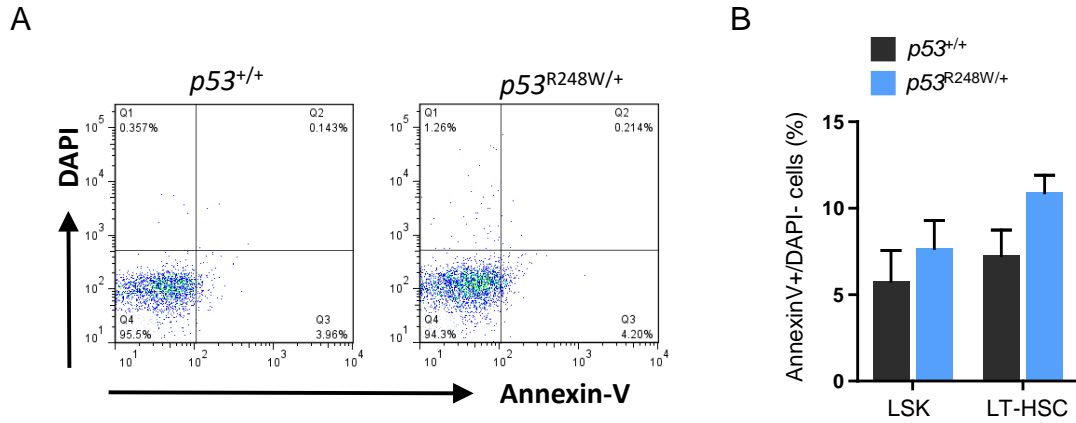 A
p53+/+
p53R248W/+
DAPI
10^5
10^4
10^3
10^2
10^1
Q1
0.357%
Q2
0.143%
Q4
95.5%
Q3
3.96%
10^1 10^2 10^3 10^4
10^5
10^4
10^3
10^2
10^1
Q1
1.26%
Q2
0.214%
Q4
94.3%
Q3
4.20%
10^1 10^2 10^3 10^4
Annexin-V
B
p53+/+
p53R248W/+
AnnexinV+/DAPI- cells (%)
15
10
5
0
LSK LT-HSC